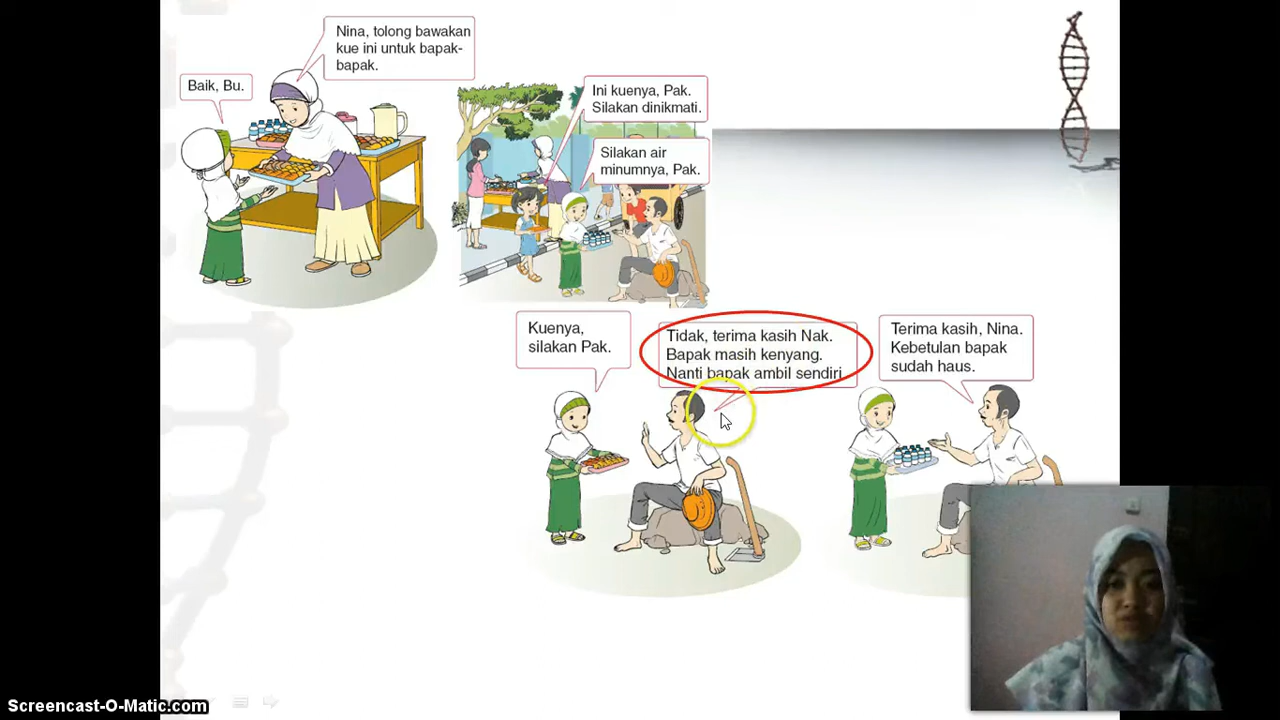 Nina, tolong bawakan
kue ini untuk bapak-
bapak.
Baik, Bu.
Ini kuenya, Pak.
Silakan dinikmati.
Silakan air
minumnya, Pak.
Kuenya,
silakan Pak.
Tidak, terima kasih Nak.
Bapak masih kenyang.
Nanti bapak ambil sendiri
Terima kasih, Nina.
Kebetulan bapak
sudah haus.
Screencast-O-Matic.com